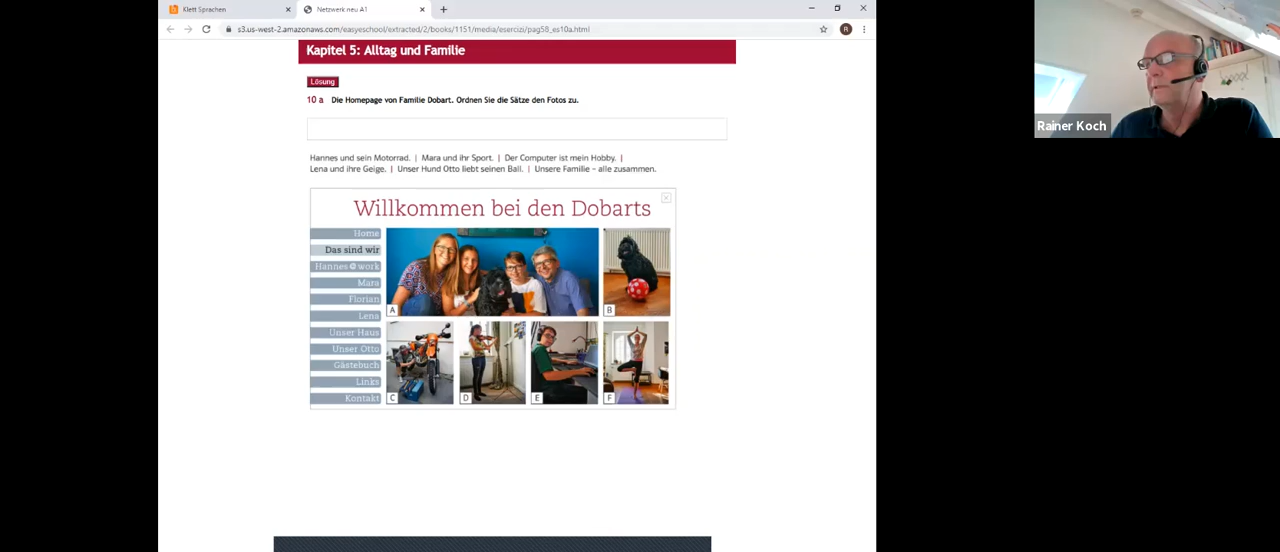 Klett Sprachen
Netzwerk neu A1
s3.us-west-2.amazonaws.com/easyeschool/extracted/2/books/1151/media/esercizi/pag58_es10a.html
R
Rainer Koch
Kapitel 5: Alltag und Familie
Lösung
10 a Die Homepage von Familie Dobart. Ordnen Sie die Sätze den Fotos zu.
Hannes und sein Motorrad. | Mara und ihr Sport. | Der Computer ist mein Hobby. |
Lena und ihre Geige. | Unser Hund Otto liebt seinen Ball. | Unsere Familie – alle zusammen.
Willkommen bei den Dobarts
Home
Das sind wir
Hannes@work
Mara
Florian
Lena
Unser Haus
Unser Otto
Gästebuch
Links
Kontakt
A
B
C
D
E
F